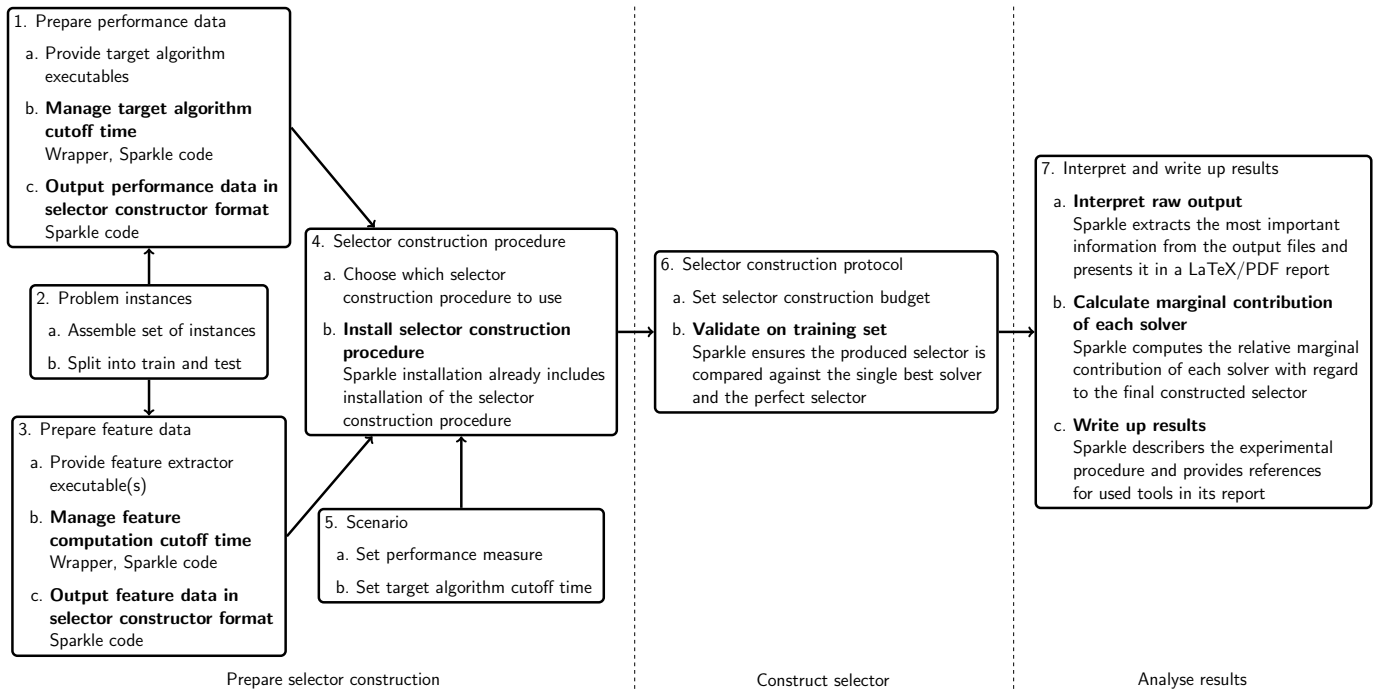 1. Prepare performance data
a. Provide target algorithm
executables
b. Manage target algorithm
cutoff time
Wrapper, Sparkle code
c. Output performance data in
selector constructor format
Sparkle code
2. Problem instances
a. Assemble set of instances
b. Split into train and test
3. Prepare feature data
a. Provide feature extractor
executable(s)
b. Manage feature
computation cutoff time
Wrapper, Sparkle code
c. Output feature data in
selector constructor format
Sparkle code
4. Selector construction procedure
a. Choose which selector
construction procedure to use
b. Install selector construction
procedure
Sparkle installation already includes
installation of the selector
construction procedure
5. Scenario
a. Set performance measure
b. Set target algorithm cutoff time
6. Selector construction protocol
a. Set selector construction budget
b. Validate on training set
Sparkle ensures the produced selector is
compared against the single best solver
and the perfect selector
7. Interpret and write up results
a. Interpret raw output
Sparkle extracts the most important
information from the output files and
presents it in a LaTeX/PDF report
b. Calculate marginal contribution
of each solver
Sparkle computes the relative marginal
contribution of each solver with regard
to the final constructed selector
c. Write up results
Sparkle describers the experimental
procedure and provides references
for used tools in its report
Prepare selector construction
Construct selector
Analyse results